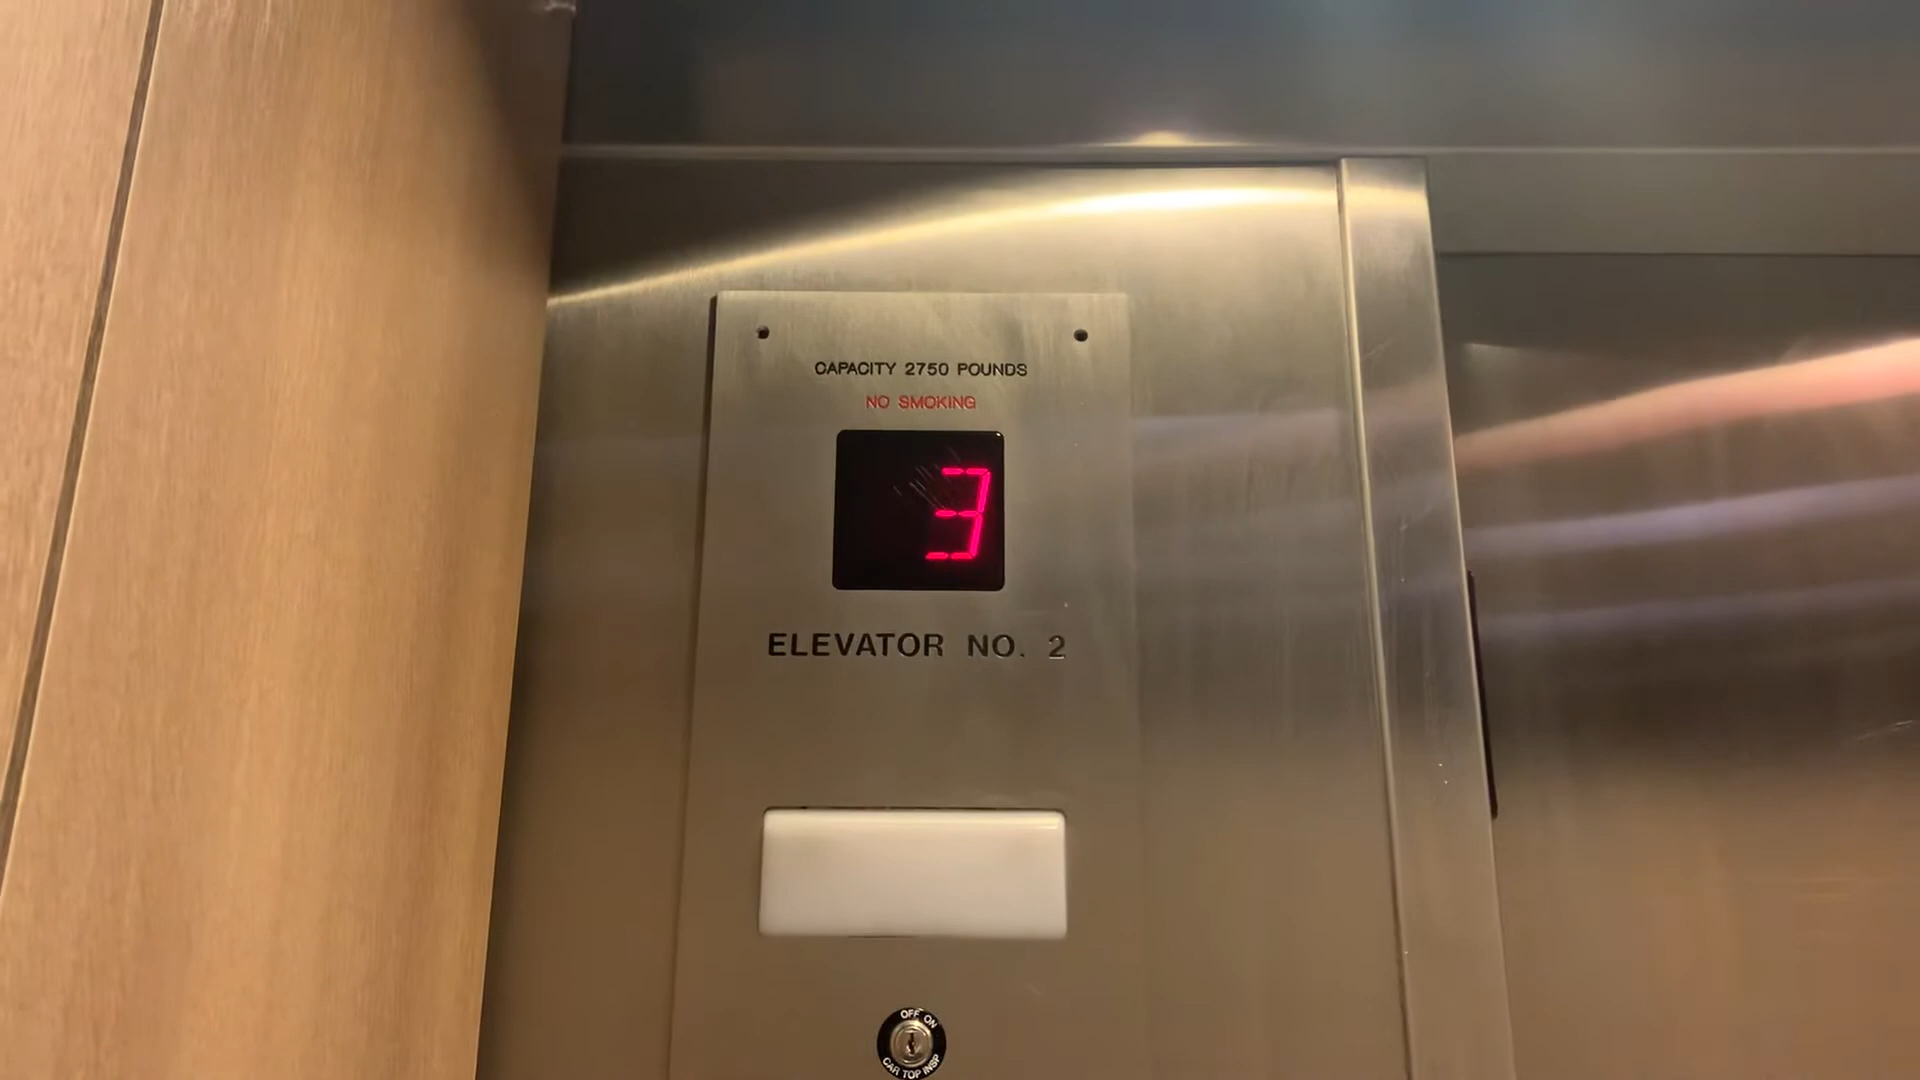 CAPACITY 2750 POUNDS
NO SMOKING
3
ELEVATOR NO. 2
OFF ON
CAR TOP INSP